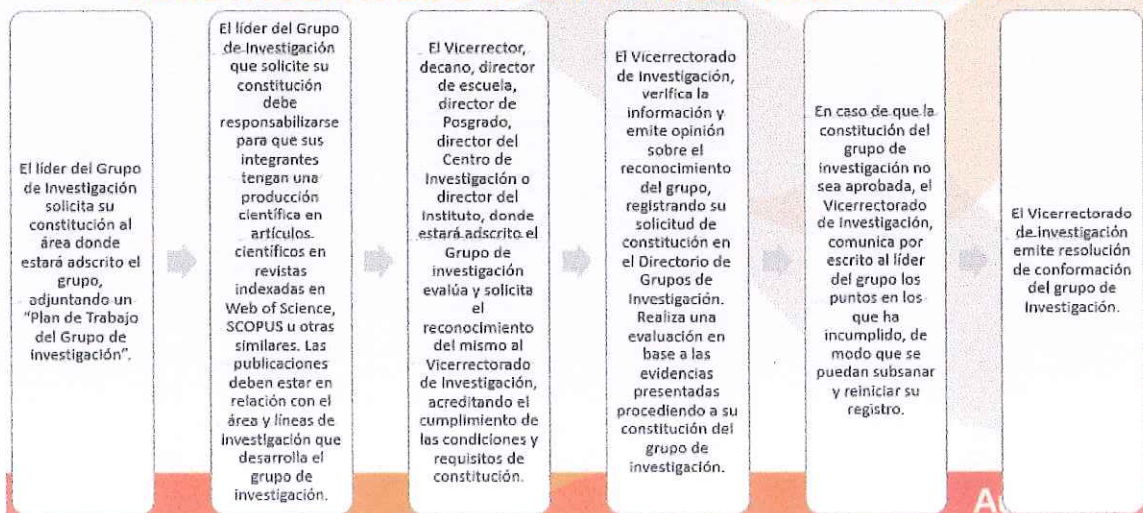 El líder del Grupo
de Investigación
solicita su
constitución al
área donde
estará adscrito el
grupo,
adjuntando un
"Plan de Trabajo
del Grupo de
investigación".
El líder del Grupo
de Investigación
que solicite su
constitución
debe
responsabilizarse
para que sus
integrantes
tengan una
producción
científica en
artículos
científicos en
revistas
indexadas en
Web of Science,
SCOPUS u otras
similares. Las
publicaciones
deben estar en
relación con el
área y líneas de
investigación que
desarrolla el
grupo de
investigación.
El Vicerrector,
decano, director
de escuela,
director de
Posgrado,
director del
Centro de
Investigación o
director del
Instituto, donde
estará adscrito el
Grupo de
investigación
evalúa y solicita
el
reconocimiento
del mismo al
Vicerrectorado
de Investigación,
acreditando el
cumplimiento de
las condiciones y
requisitos de
constitución.
El Vicerrectorado
de Investigación,
verifica la
información y
emite opinión
sobre el
reconocimiento
del grupo,
registrando su
solicitud de
constitución en
el Directorio de
Grupos de
Investigación.
Realiza una
evaluación en
base a las
evidencias
presentadas
procediendo a su
constitución del
grupo de
investigación.
En caso de que la
constitución del
grupo de
investigación no
sea aprobada, el
Vicerrectorado
de Investigación,
comunica por
escrito al líder
del grupo los
puntos en los
que ha
incumplido, de
modo que se
puedan subsanar
y reiniciar su
registro.
El Vicerrectorado
de investigación
emite resolución
de conformación
del grupo de
Investigación.